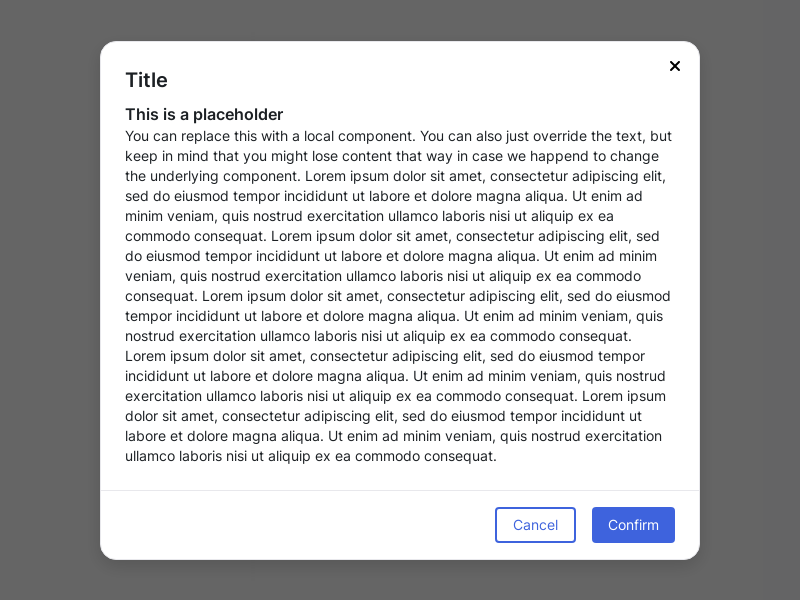 Title
This is a placeholder
You can replace this with a local component. You can also just override the text, but
keep in mind that you might lose content that way in case we happend to change
the underlying component. Lorem ipsum dolor sit amet, consectetur adipiscing elit,
sed do eiusmod tempor incididunt ut labore et dolore magna aliqua. Ut enim ad
minim veniam, quis nostrud exercitation ullamco laboris nisi ut aliquip ex ea
commodo consequat. Lorem ipsum dolor sit amet, consectetur adipiscing elit, sed
do eiusmod tempor incididunt ut labore et dolore magna aliqua. Ut enim ad minim
veniam, quis nostrud exercitation ullamco laboris nisi ut aliquip ex ea commodo
consequat. Lorem ipsum dolor sit amet, consectetur adipiscing elit, sed do eiusmod
tempor incididunt ut labore et dolore magna aliqua. Ut enim ad minim veniam, quis
nostrud exercitation ullamco laboris nisi ut aliquip ex ea commodo consequat.
Lorem ipsum dolor sit amet, consectetur adipiscing elit, sed do eiusmod tempor
incididunt ut labore et dolore magna aliqua. Ut enim ad minim veniam, quis nostrud
exercitation ullamco laboris nisi ut aliquip ex ea commodo consequat. Lorem ipsum
dolor sit amet, consectetur adipiscing elit, sed do eiusmod tempor incididunt ut
labore et dolore magna aliqua. Ut enim ad minim veniam, quis nostrud exercitation
ullamco laboris nisi ut aliquip ex ea commodo consequat.
Cancel
Confirm